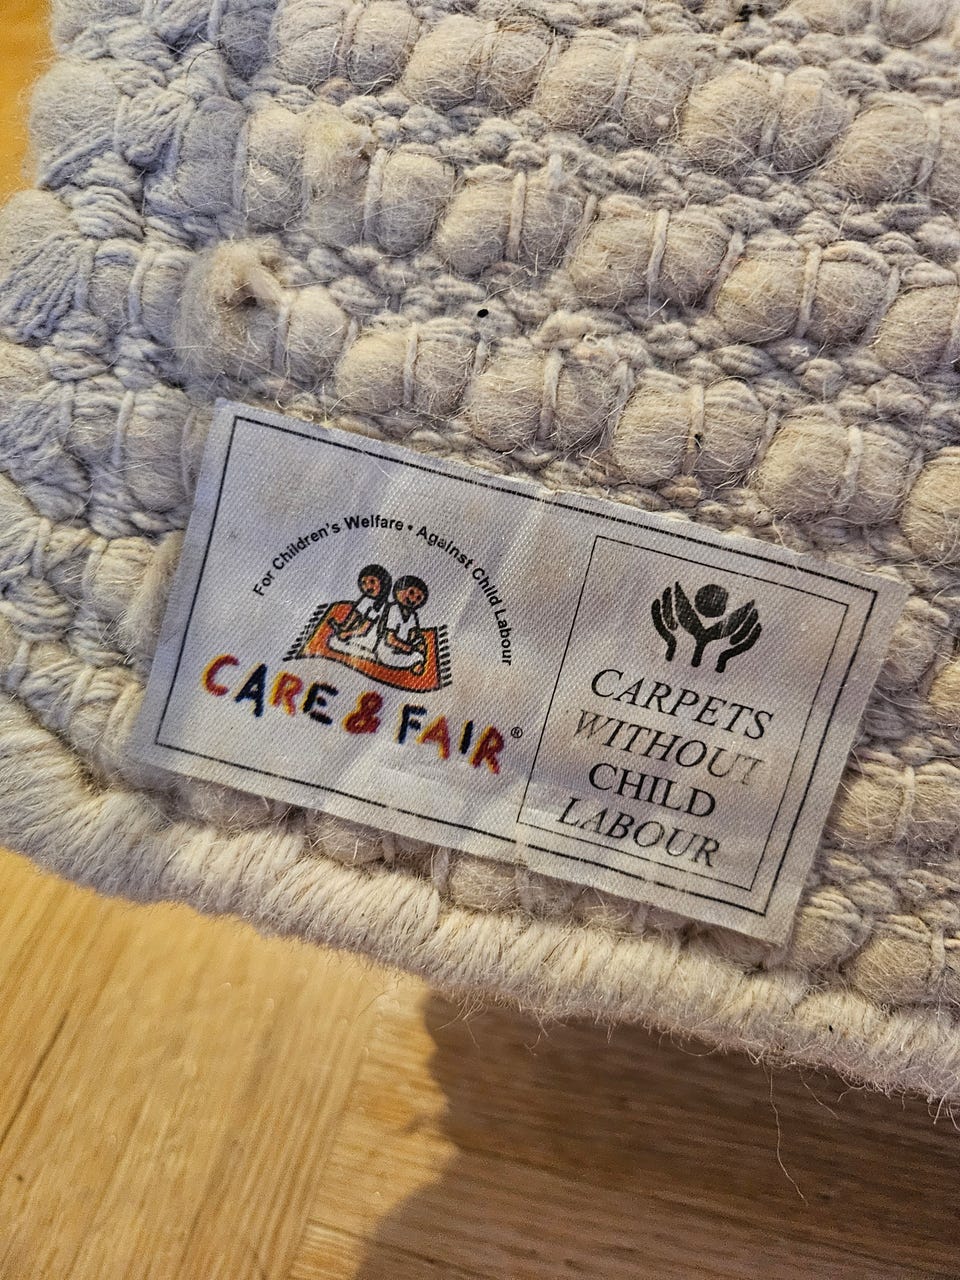 For Children's Welfare • Against Child Labour
CARE & FAIR®
CARPETS
WITHOUT
CHILD
LABOUR